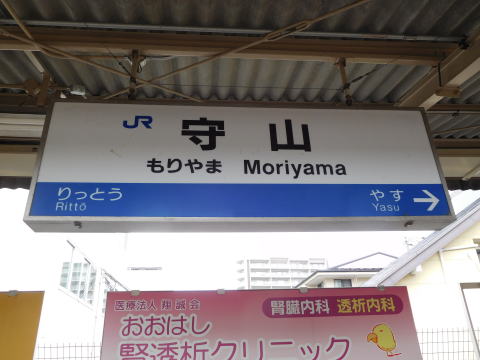 JR 守山
もりやま Moriyama
りっとう やす
Rittō Yasu
医療法人 翔誠会
腎臓内科 透析内科
おおはし
腎透析クリニック